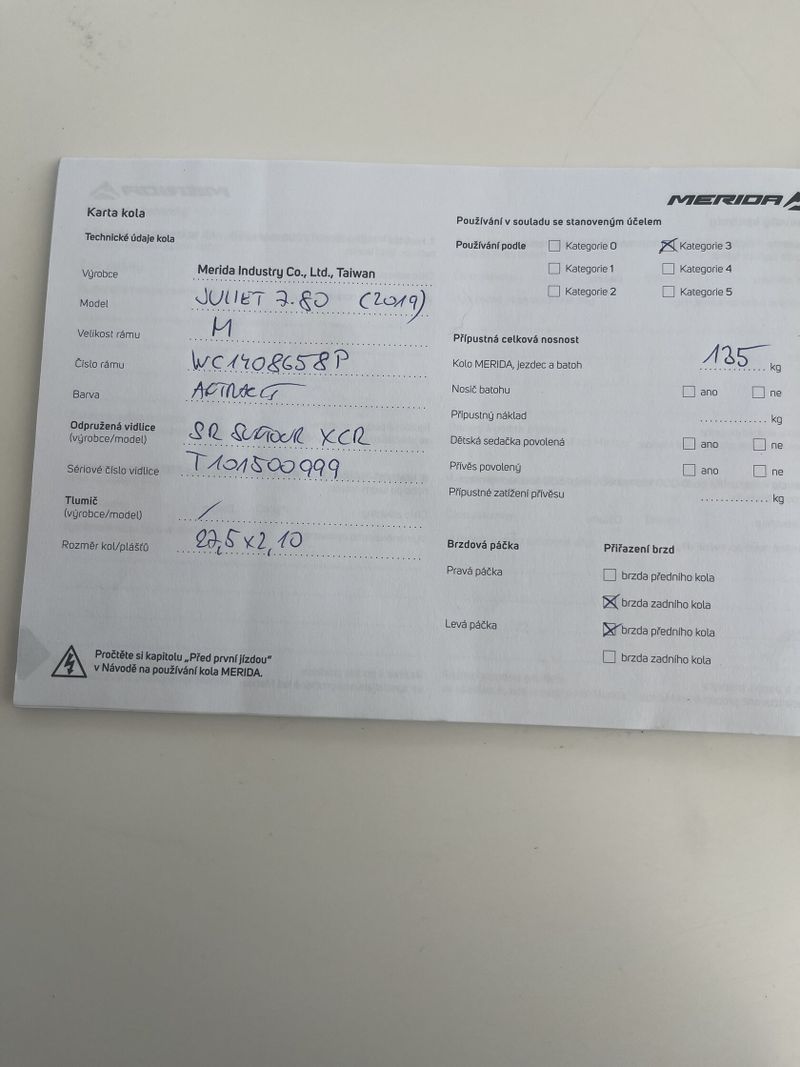 MERIDA
Karta kola
Technické údaje kola
Výrobce Merida Industry Co., Ltd., Taiwan
Model JULIET 7.80 (2019)
Velikost rámu M
Číslo rámu WC1408658P
Barva
Odpružená vidlice
(výrobce/model) SR SUNTOUR XCR
Sériové číslo vidlice T101500999
Tlumič
(výrobce/model) /
Rozměr kol/plášťů 27,5 x 2,10
Pročtěte si kapitolu „Před první jízdou“
v Návodě na používání kola MERIDA.
Používání v souladu se stanoveným účelem
Používání podle Kategorie 0 Kategorie 3
Kategorie 1 Kategorie 4
Kategorie 2 Kategorie 5
Přípustná celková nosnost
Kolo MERIDA, jezdec a batoh 135 kg
Nosič batohu ano ne
Přípustný náklad kg
Dětská sedačka povolená ano ne
Přívěs povolený ano ne
Přípustné zatížení přívěsu kg
Brzdová páčka Přiřazení brzd
Pravá páčka brzda předního kola
brzda zadního kola
Levá páčka brzda předního kola
brzda zadního kola